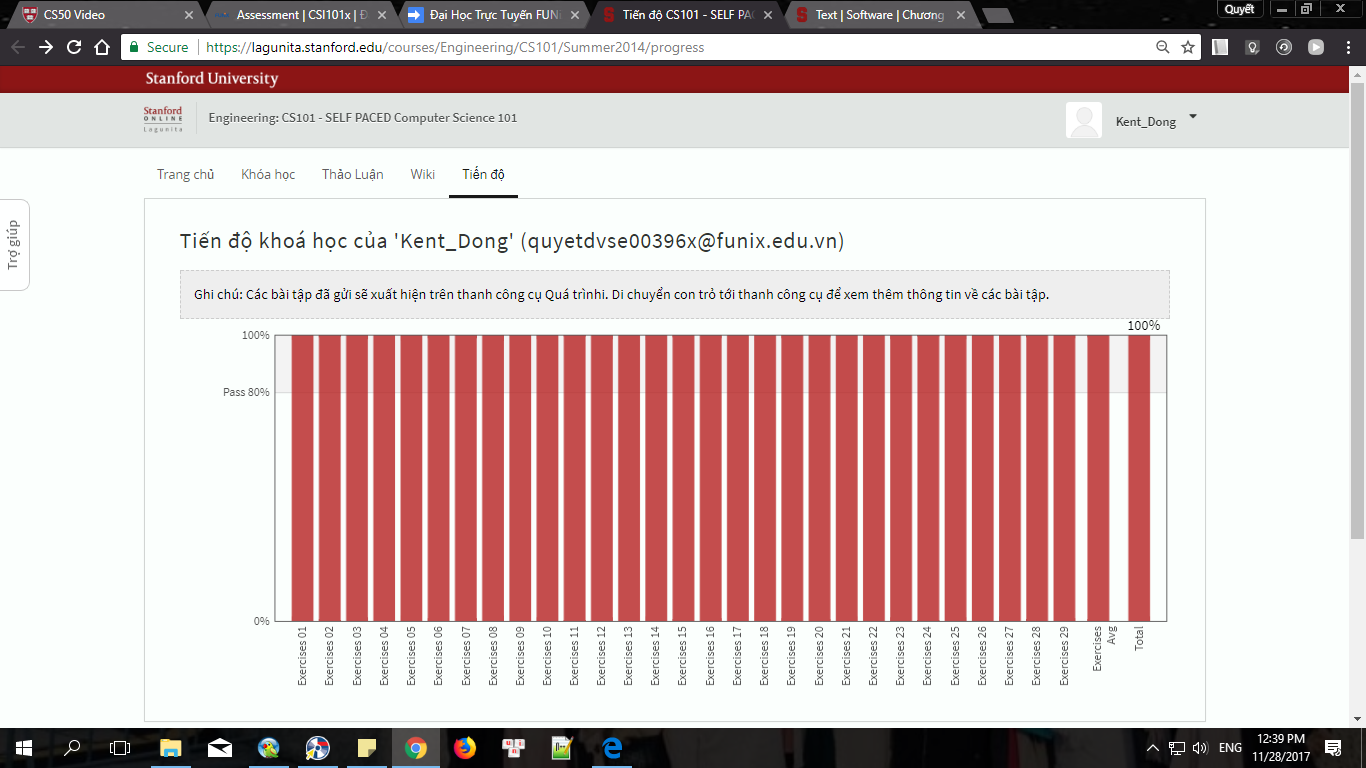 CS50 Video
Assessment | CSI101x | Đ
Đại Học Trực Tuyến FUNi
Tiến độ CS101 - SELF PAC
Text | Software | Chương
Quyết
Secure
https://lagunita.stanford.edu/courses/Engineering/CS101/Summer2014/progress
Stanford University
Stanford
ONLINE
Lagunita
Engineering: CS101 - SELF PACED Computer Science 101
Kent_Dong
Trang chủ
Khóa học
Thảo Luận
Wiki
Tiến độ
Trợ giúp
Tiến độ khoá học của 'Kent_Dong' (quyetdvse00396x@funix.edu.vn)
Ghi chú: Các bài tập đã gửi sẽ xuất hiện trên thanh công cụ Quá trìnhi. Di chuyển con trỏ tới thanh công cụ để xem thêm thông tin về các bài tập.
100%
100%
Pass 80%
0%
Exercises 01
Exercises 02
Exercises 03
Exercises 04
Exercises 05
Exercises 06
Exercises 07
Exercises 08
Exercises 09
Exercises 10
Exercises 11
Exercises 12
Exercises 13
Exercises 14
Exercises 15
Exercises 16
Exercises 17
Exercises 18
Exercises 19
Exercises 20
Exercises 21
Exercises 22
Exercises 23
Exercises 24
Exercises 25
Exercises 26
Exercises 27
Exercises 28
Exercises 29
Exercises
Avg
Total
ENG
12:39 PM
11/28/2017